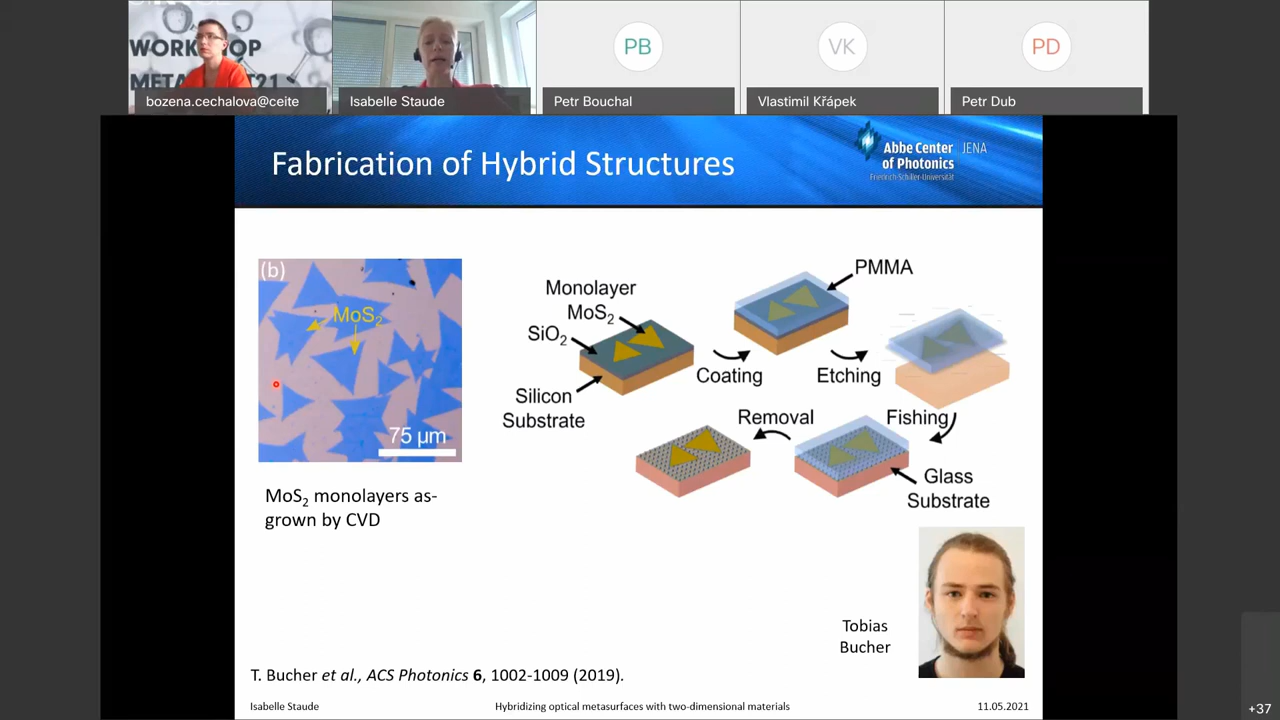 WORKSHOP
bozena.cechalova@ceite
Isabelle Staude
PB
Petr Bouchal
VK
Vlastimil Křápek
PD
Petr Dub
Fabrication of Hybrid Structures
Abbe Center JENA
of Photonics
Friedrich-Schiller-Universität
(b)
MoS₂
75 µm
MoS₂ monolayers as-
grown by CVD
Monolayer
MoS₂
SiO₂
Silicon
Substrate
Coating
PMMA
Etching
Fishing
Glass
Substrate
Removal
Tobias
Bucher
T. Bucher et al., ACS Photonics 6, 1002-1009 (2019).
Isabelle Staude
Hybridizing optical metasurfaces with two-dimensional materials
11.05.2021
+37